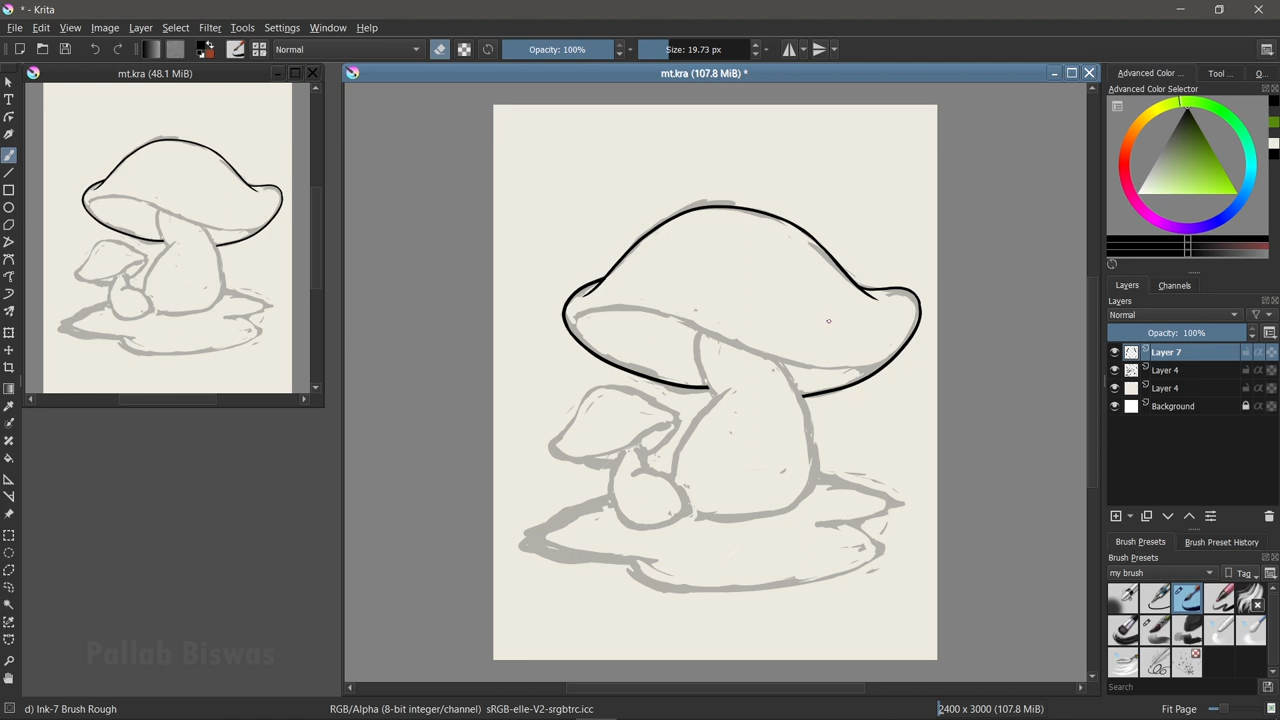 * - Krita
File Edit View Image Layer Select Filter Tools Settings Window Help
Normal Opacity: 100% Size: 19.73 px
mt.kra (48.1 MiB)
mt.kra (107.8 MiB) *
Advanced Color ... Tool ... O...
Advanced Color Selector
Layers Channels
Layers
Normal
Opacity: 100%
Layer 7
Layer 4
Layer 4
Background
Brush Presets Brush Preset History
Brush Presets
my brush Tag
Search
Pallab Biswas
d) Ink-7 Brush Rough RGB/Alpha (8-bit integer/channel) sRGB-elle-V2-srgbtrc.icc 2400 x 3000 (107.8 MiB) Fit Page